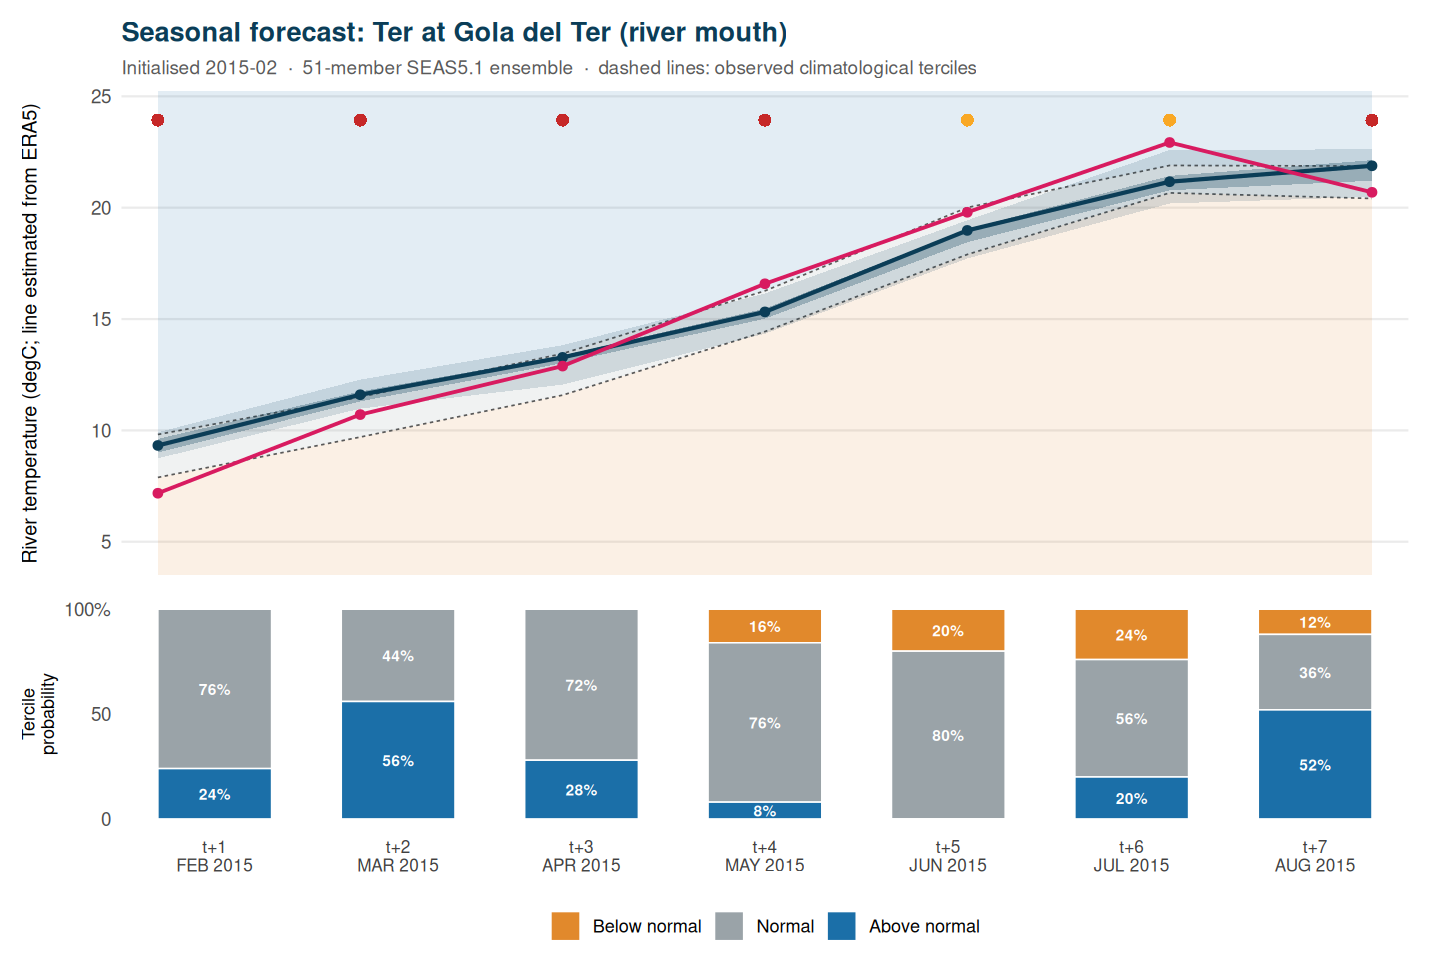 Seasonal forecast: Ter at Gola del Ter (river mouth)
Initialised 2015-02 · 51-member SEAS5.1 ensemble · dashed lines: observed climatological terciles
River temperature (degC; line estimated from ERA5)
25
20
15
10
5
Tercile
probability
100%
50
0
76%
24%
44%
56%
72%
28%
16%
76%
8%
20%
80%
24%
56%
20%
12%
36%
52%
t+1
FEB 2015
t+2
MAR 2015
t+3
APR 2015
t+4
MAY 2015
t+5
JUN 2015
t+6
JUL 2015
t+7
AUG 2015
Below normal
Normal
Above normal